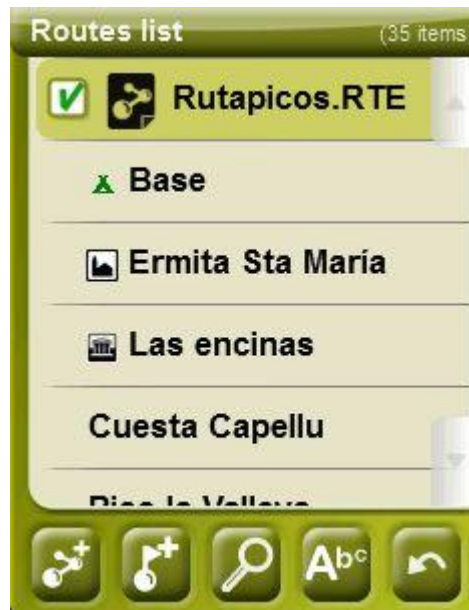 Routes list (35 items
Rutapicos.RTE
Base
Ermita Sta María
Las encinas
Cuesta Capellu
Abc